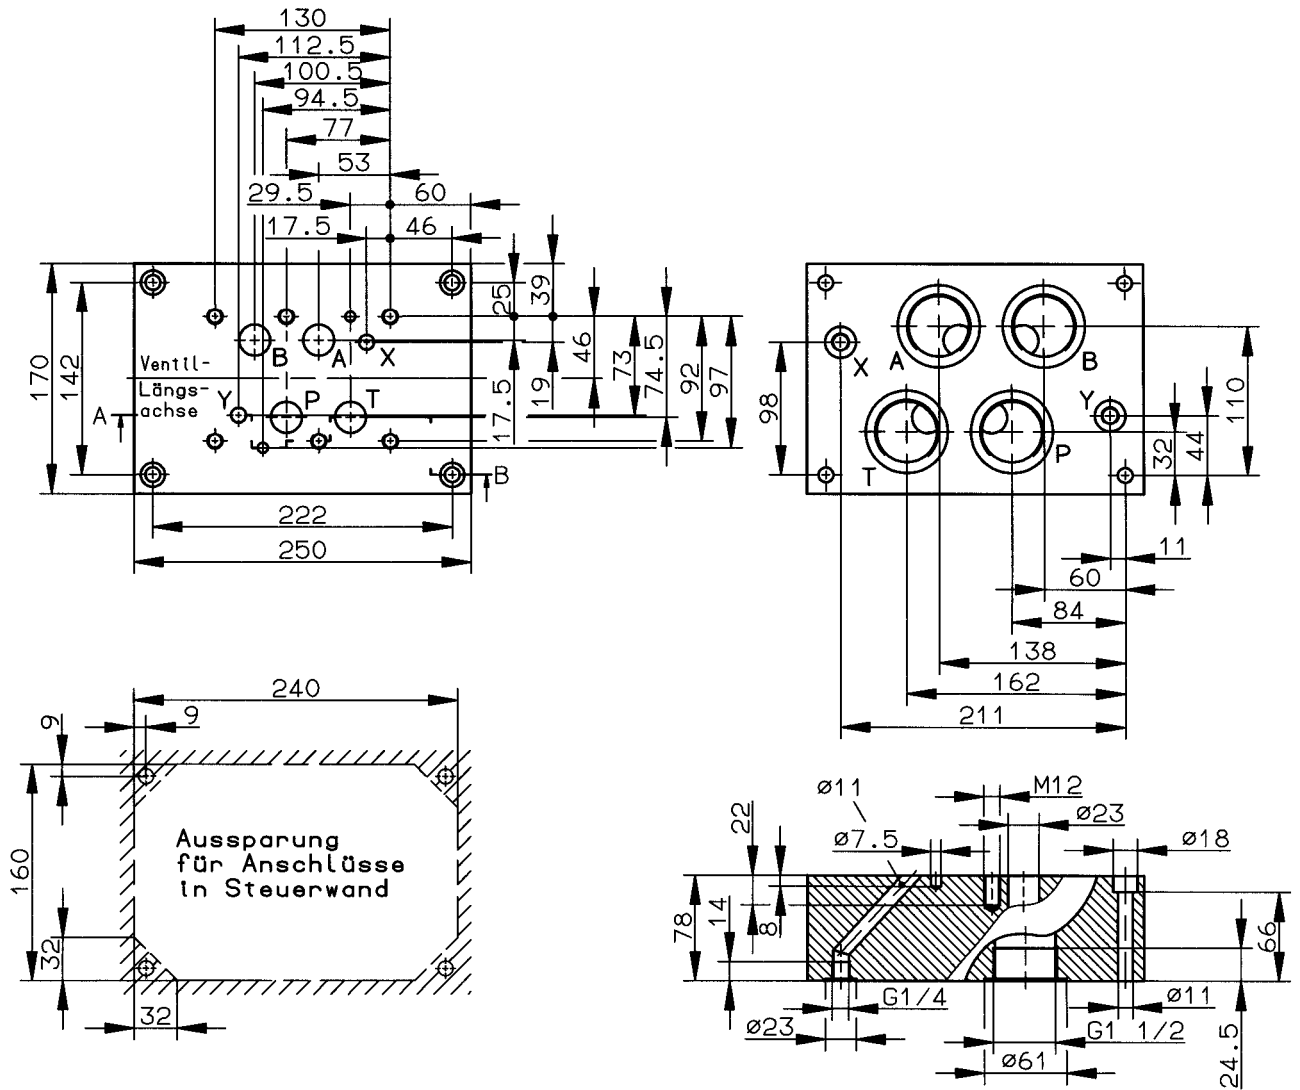 130
112.5
100.5
94.5
77
53
29.5 60
17.5 46
25 39
46 73 74.5 92 97
17.5 19
170 142
Ventil-
Längs-
achse
B A X
Y P T
A
B
222
250
A B
X Y
T P
98
110
32 44
11
60
84
138
162
211
240
9 9
160
32
32
Aussparung
für Anschlüsse
in Steuerwand
ø11
M12
22 ø7.5 ø23
ø18
78 14 8
66
G1/4 ø11
ø23 G1 1/2
ø61 24.5